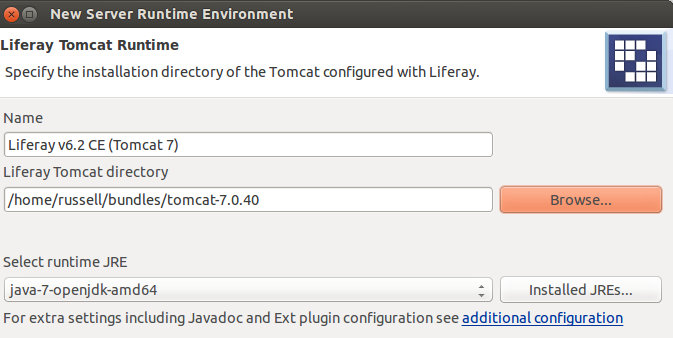 New Server Runtime Environment
Liferay Tomcat Runtime
Specify the installation directory of the Tomcat configured with Liferay.
Name
Liferay v6.2 CE (Tomcat 7)
Liferay Tomcat directory
/home/russell/bundles/tomcat-7.0.40 Browse...
Select runtime JRE
java-7-openjdk-amd64 Installed JREs...
For extra settings including Javadoc and Ext plugin configuration see additional configuration